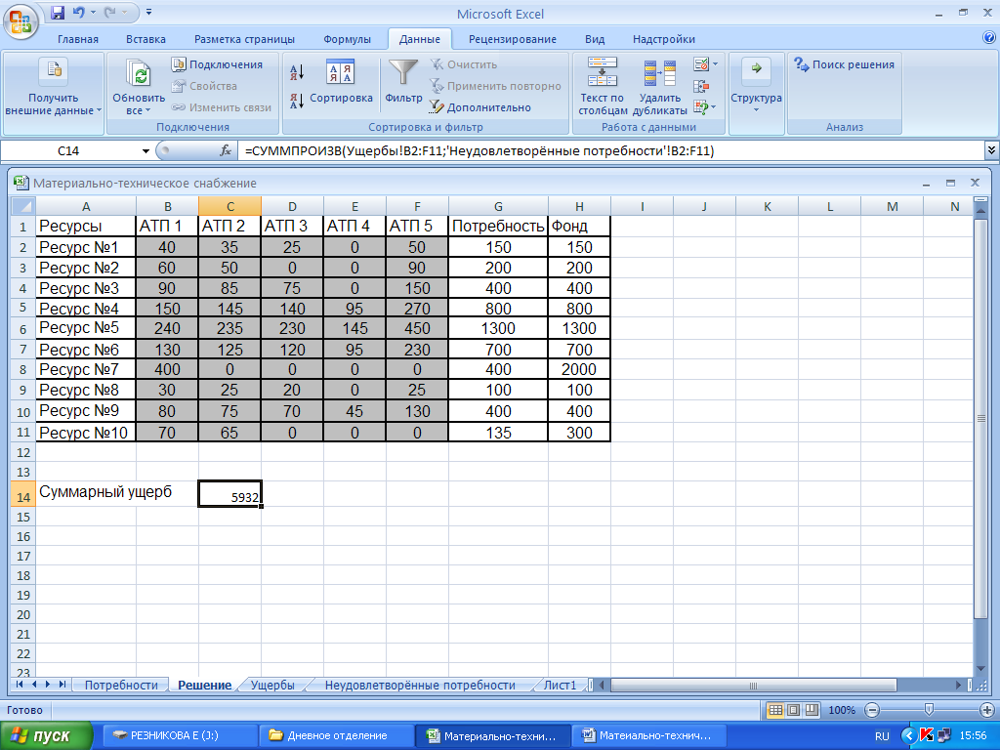 Microsoft Excel
Главная Вставка Разметка страницы Формулы Данные Рецензирование Вид Надстройки
Получить внешние данные
Обновить все
Подключения
Свойства
Изменить связи
Подключения
Сортировка
Фильтр
Очистить
Применить повторно
Дополнительно
Сортировка и фильтр
Текст по столбцам
Удалить дубликаты
Работа с данными
Структура
Поиск решения
Анализ
C14 fx =СУММПРОИЗВ(Ущербы!B2:F11;'Неудовлетворённые потребности'!B2:F11)
Материально-техническое снабжение
A B C D E F G H I J K L M N
1 Ресурсы АТП 1 АТП 2 АТП 3 АТП 4 АТП 5 Потребность Фонд
2 Ресурс №1 40 35 25 0 50 150 150
3 Ресурс №2 60 50 0 0 90 200 200
4 Ресурс №3 90 85 75 0 150 400 400
5 Ресурс №4 150 145 140 95 270 800 800
6 Ресурс №5 240 235 230 145 450 1300 1300
7 Ресурс №6 130 125 120 95 230 700 700
8 Ресурс №7 400 0 0 0 0 400 2000
9 Ресурс №8 30 25 20 0 25 100 100
10 Ресурс №9 80 75 70 45 130 400 400
11 Ресурс №10 70 65 0 0 0 135 300
12
13
14 Суммарный ущерб 5932
15
16
17
18
19
20
21
22
23
Потребности Решение Ущербы Неудовлетворённые потребности Лист1
Готово 100%
пуск РЕЗНИКОВА Е (J:) Дневное отделение Материально-техни... Матеиально-технич... RU 15:56